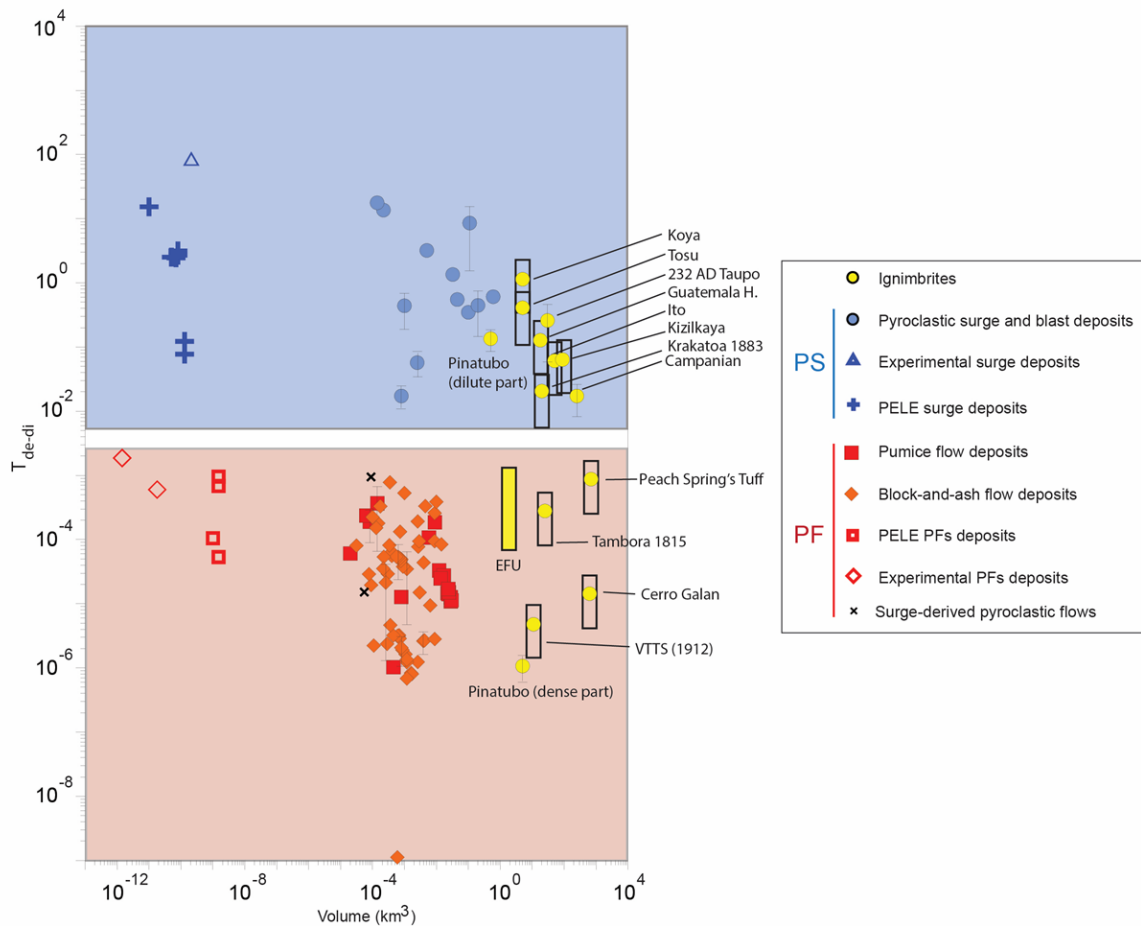 10^4
10^2
10^0
10^-2
10^-4
10^-6
10^-8
T_de-di
Koya
Tosu
232 AD Taupo
Guatemala H.
Ito
Kizilkaya
Krakatoa 1883
Campanian
Pinatubo
(dilute part)
Peach Spring's Tuff
Tambora 1815
EFU
Cerro Galan
VTTS (1912)
Pinatubo (dense part)
10^-12
10^-8
10^-4
10^0
10^4
Volume (km^3)
Ignimbrites
PS
Pyroclastic surge and blast deposits
Experimental surge deposits
PELE surge deposits
PF
Pumice flow deposits
Block-and-ash flow deposits
PELE PFs deposits
Experimental PFs deposits
Surge-derived pyroclastic flows